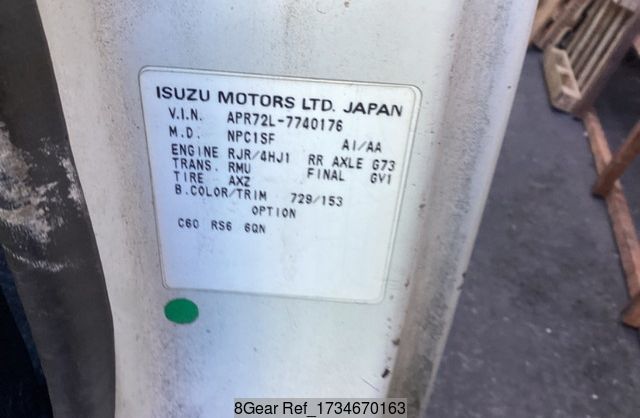 ISUZU MOTORS LTD. JAPAN
V.I.N. APR72L-7740176
M.D. NPC1SF A1/AA
ENGINE RJR/4HJ1 RR AXLE G73
TRANS. RMU FINAL GV1
TIRE AXZ
B.COLOR/TRIM 729/153
OPTION
C60 RS6 6QN
8Gear Ref_1734670163